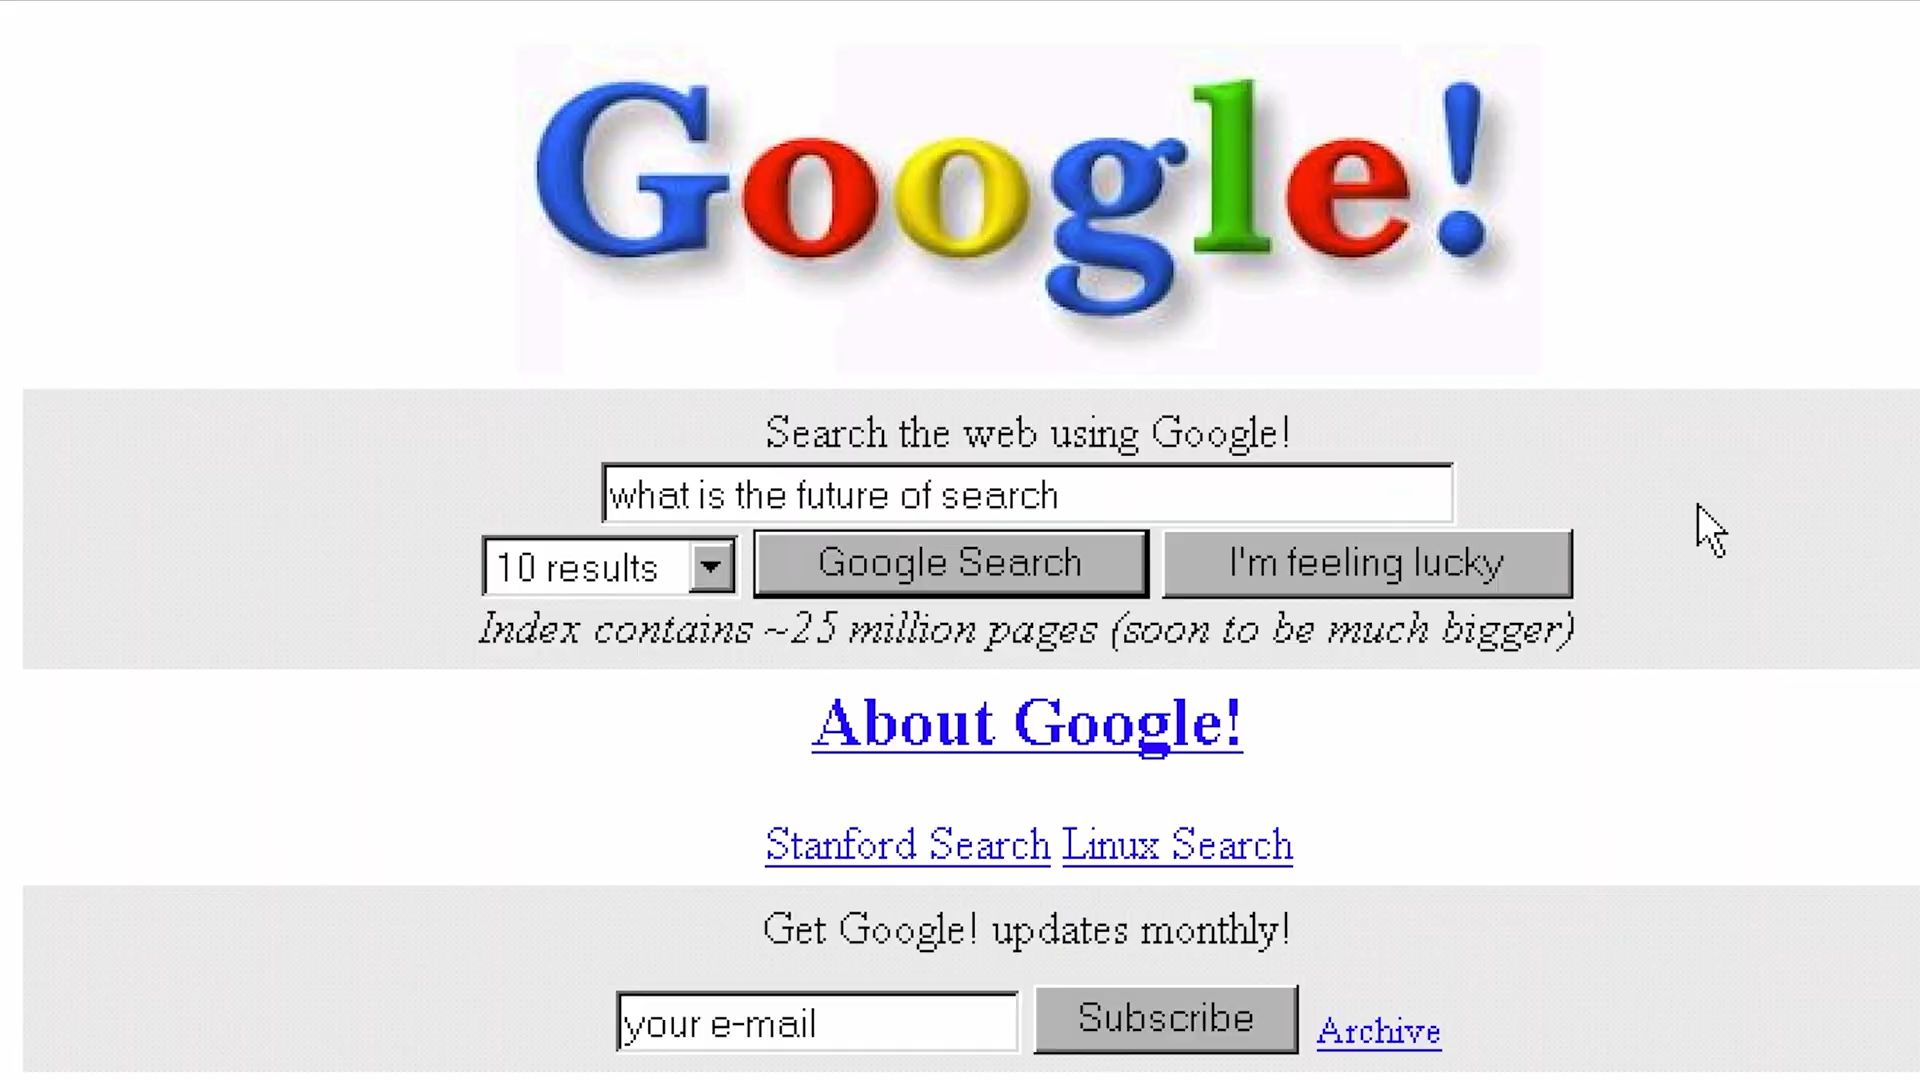 Google!
Search the web using Google!
what is the future of search
10 results Google Search I'm feeling lucky
Index contains ~25 million pages (soon to be much bigger)
About Google!
Stanford Search Linux Search
Get Google! updates monthly!
your e-mail Subscribe Archive